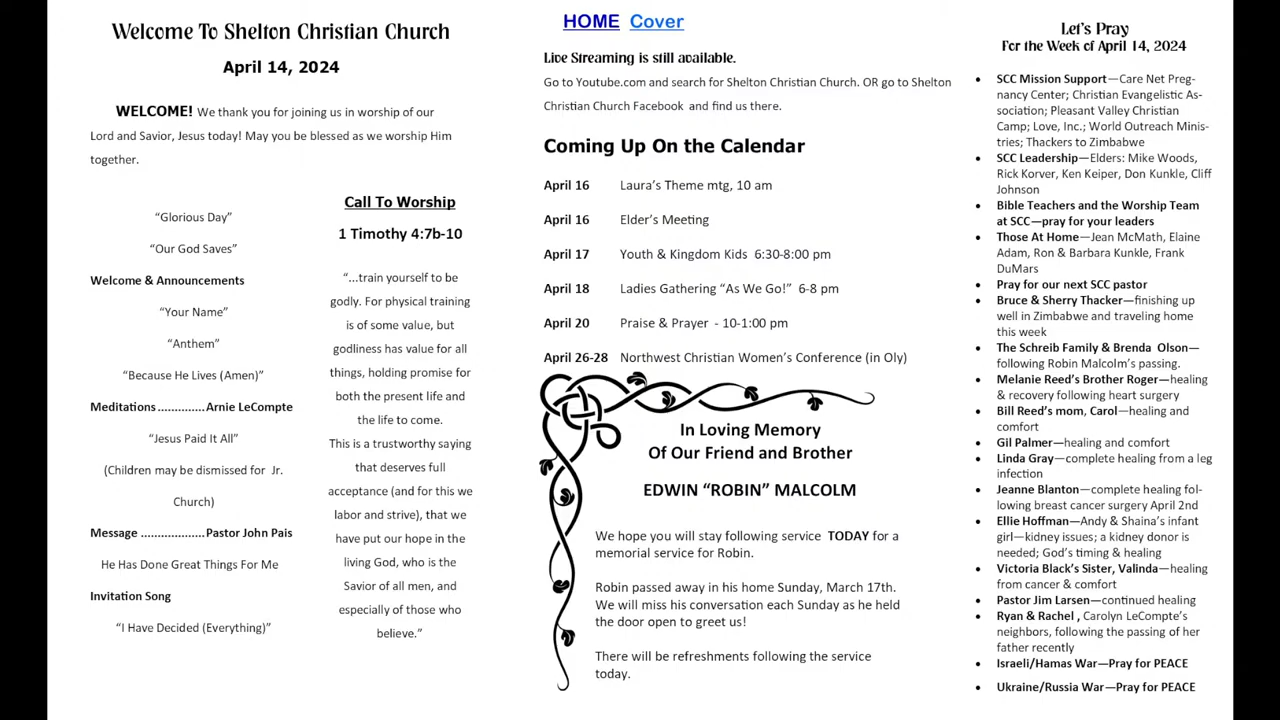 Welcome To Shelton Christian Church
April 14, 2024
WELCOME! We thank you for joining us in worship of our
Lord and Savior, Jesus today! May you be blessed as we worship Him
together.
“Glorious Day”
“Our God Saves”
Welcome & Announcements
“Your Name”
“Anthem”
“Because He Lives (Amen)”
Meditations ..............Arnie LeCompte
“Jesus Paid It All”
(Children may be dismissed for Jr.
Church)
Message ...................Pastor John Pais
He Has Done Great Things For Me
Invitation Song
“I Have Decided (Everything)”
Call To Worship
1 Timothy 4:7b-10
“...train yourself to be
godly. For physical training
is of some value, but
godliness has value for all
things, holding promise for
both the present life and
the life to come.
This is a trustworthy saying
that deserves full
acceptance (and for this we
labor and strive), that we
have put our hope in the
living God, who is the
Savior of all men, and
especially of those who
believe.”
HOME Cover
Live Streaming is still available.
Go to Youtube.com and search for Shelton Christian Church. OR go to Shelton
Christian Church Facebook and find us there.
Coming Up On the Calendar
April 16 Laura’s Theme mtg, 10 am
April 16 Elder’s Meeting
April 17 Youth & Kingdom Kids 6:30-8:00 pm
April 18 Ladies Gathering “As We Go!” 6-8 pm
April 20 Praise & Prayer - 10-1:00 pm
April 26-28 Northwest Christian Women’s Conference (in Oly)
In Loving Memory
Of Our Friend and Brother
EDWIN “ROBIN” MALCOLM
We hope you will stay following service TODAY for a
memorial service for Robin.
Robin passed away in his home Sunday, March 17th.
We will miss his conversation each Sunday as he held
the door open to greet us!
There will be refreshments following the service
today.
Let’s Pray
For the Week of April 14, 2024
• SCC Mission Support—Care Net Preg-
nancy Center; Christian Evangelistic As-
sociation; Pleasant Valley Christian
Camp; Love, Inc.; World Outreach Minis-
tries; Thackers to Zimbabwe
• SCC Leadership—Elders: Mike Woods,
Rick Korver, Ken Keiper, Don Kunkle, Cliff
Johnson
• Bible Teachers and the Worship Team
at SCC—pray for your leaders
• Those At Home—Jean McMath, Elaine
Adam, Ron & Barbara Kunkle, Frank
DuMars
• Pray for our next SCC pastor
• Bruce & Sherry Thacker—finishing up
well in Zimbabwe and traveling home
this week
• The Schreib Family & Brenda Olson—
following Robin Malcolm’s passing.
• Melanie Reed’s Brother Roger—healing
& recovery following heart surgery
• Bill Reed’s mom, Carol—healing and
comfort
• Gil Palmer—healing and comfort
• Linda Gray—complete healing from a leg
infection
• Jeanne Blanton—complete healing fol-
lowing breast cancer surgery April 2nd
• Ellie Hoffman—Andy & Shaina’s infant
girl—kidney issues; a kidney donor is
needed; God’s timing & healing
• Victoria Black’s Sister, Valinda—healing
from cancer & comfort
• Pastor Jim Larsen—continued healing
• Ryan & Rachel , Carolyn LeCompte’s
neighbors, following the passing of her
father recently
• Israeli/Hamas War—Pray for PEACE
• Ukraine/Russia War—Pray for PEACE